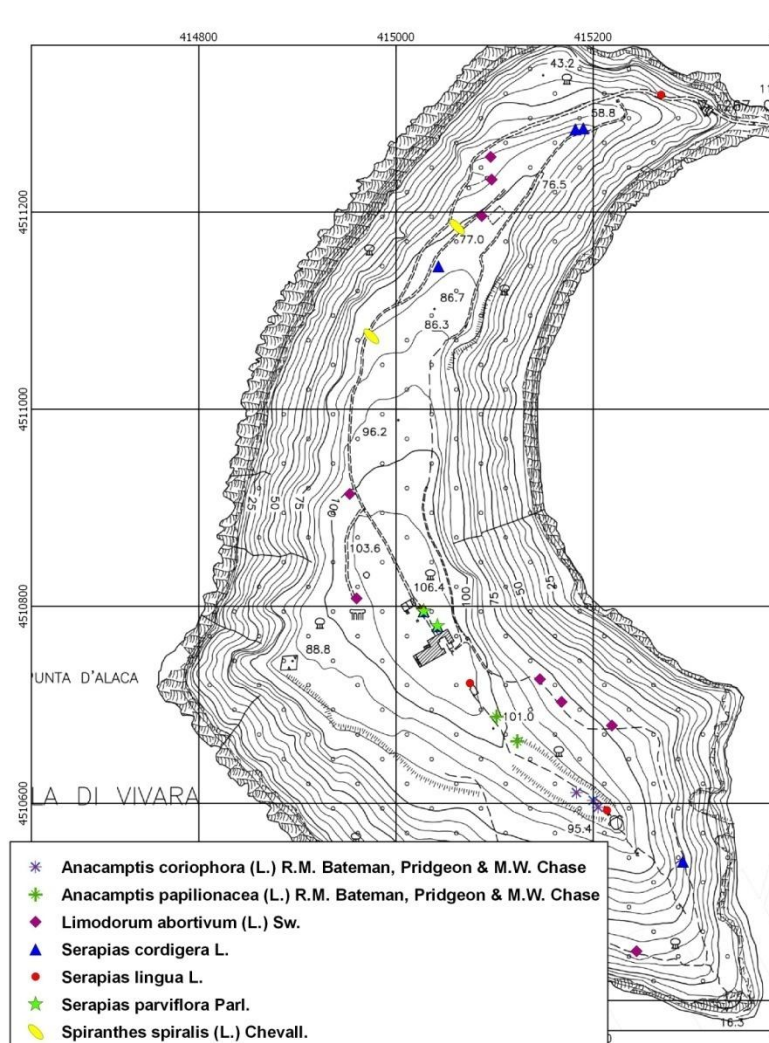 414800 415000 415200
43.2
58.8
76.5
4511200
77.0
86.7
86.3
4511000
96.2
25 50 75 100
103.6
106.4
100 75 50 25
4510800
88.8
PUNTA D'ALACA
101.0
LA DI VIVARA
4510600
95.4
Anacamptis coriophora (L.) R.M. Bateman, Pridgeon & M.W. Chase
Anacamptis papilionacea (L.) R.M. Bateman, Pridgeon & M.W. Chase
Limodorum abortivum (L.) Sw.
Serapias cordigera L.
Serapias lingua L.
Serapias parviflora Parl.
Spiranthes spiralis (L.) Chevall.
16.3